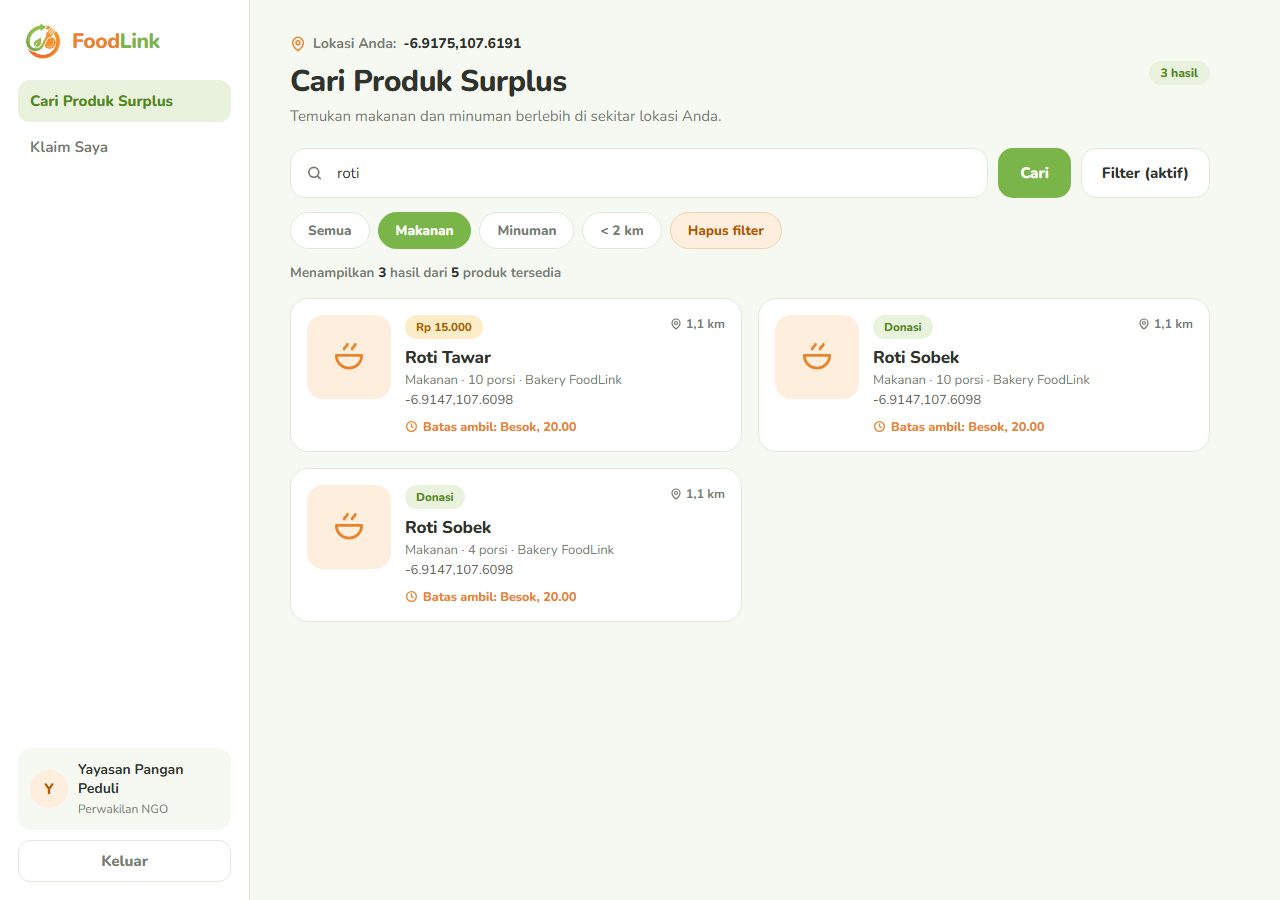 FoodLink
Cari Produk Surplus
Klaim Saya
Yayasan Pangan
Peduli
Y
Perwakilan NGO
Keluar
Lokasi Anda: -6.9175,107.6191
Cari Produk Surplus
3 hasil
Temukan makanan dan minuman berlebih di sekitar lokasi Anda.
roti
Cari
Filter (aktif)
Semua
Makanan
Minuman
< 2 km
Hapus filter
Menampilkan 3 hasil dari 5 produk tersedia
Rp 15.000
1,1 km
Roti Tawar
Makanan · 10 porsi · Bakery FoodLink
-6.9147,107.6098
Batas ambil: Besok, 20.00
Donasi
1,1 km
Roti Sobek
Makanan · 10 porsi · Bakery FoodLink
-6.9147,107.6098
Batas ambil: Besok, 20.00
Donasi
1,1 km
Roti Sobek
Makanan · 4 porsi · Bakery FoodLink
-6.9147,107.6098
Batas ambil: Besok, 20.00